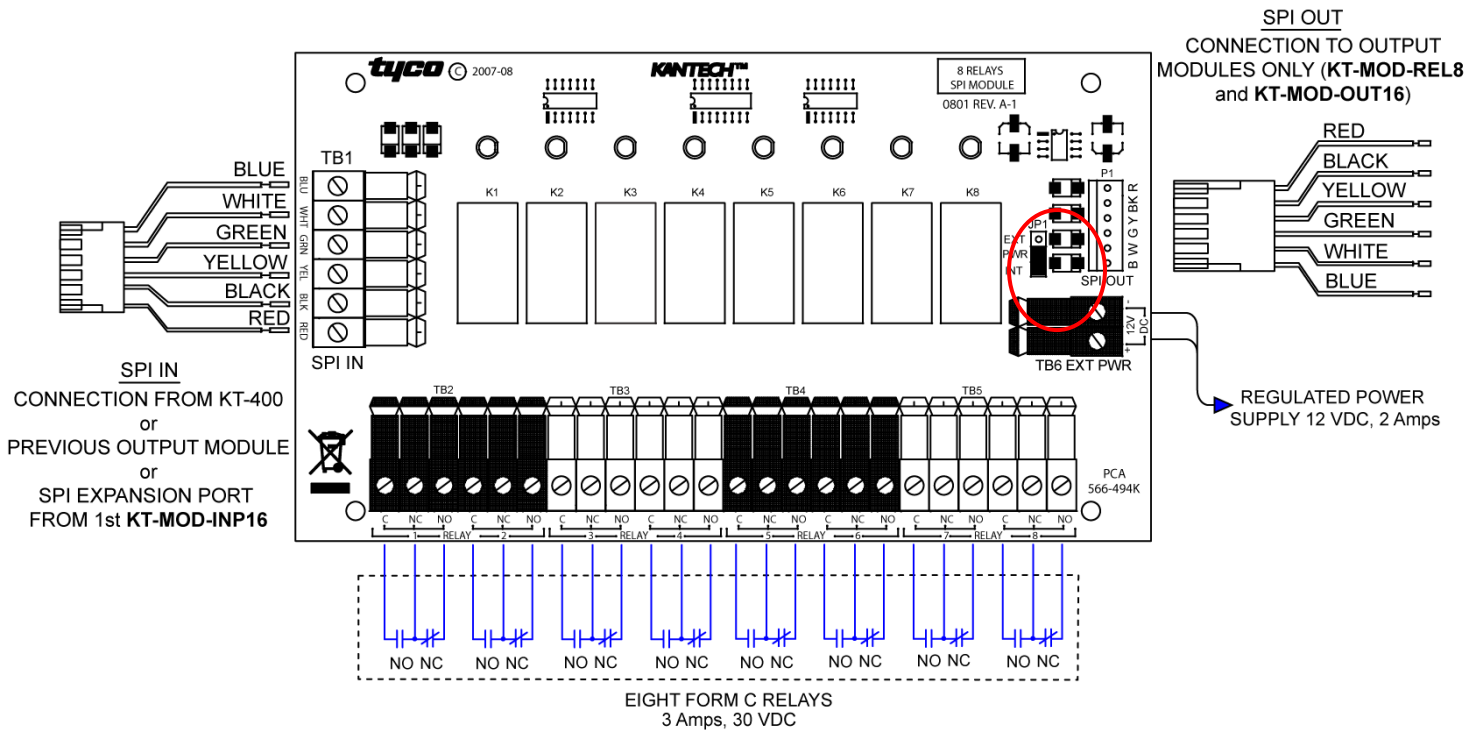 SPI OUT
CONNECTION TO OUTPUT
MODULES ONLY (KT-MOD-REL8
and KT-MOD-OUT16)
tyco © 2007-08
KANTECH™
8 RELAYS
SPI MODULE
0801 REV. A-1
RED
BLACK
YELLOW
GREEN
WHITE
BLUE
BLUE
WHITE
GREEN
YELLOW
BLACK
RED
TB1
BLU
WHT
GRN
YEL
BLK
RED
SPI IN
K1 K2 K3 K4 K5 K6 K7 K8
P1
B W G Y BK R
JP1
EXT
PWR
INT
SPI OUT
- 12V +
DC
TB6 EXT PWR
SPI IN
CONNECTION FROM KT-400
or
PREVIOUS OUTPUT MODULE
or
SPI EXPANSION PORT
FROM 1st KT-MOD-INP16
REGULATED POWER
SUPPLY 12 VDC, 2 Amps
TB2 TB3 TB4 TB5
PCA
566-494K
C NC NO C NC NO C NC NO C NC NO C NC NO C NC NO C NC NO C NC NO
1 RELAY 2 3 RELAY 4 5 RELAY 6 7 RELAY 8
NO NC NO NC NO NC NO NC NO NC NO NC NO NC NO NC
EIGHT FORM C RELAYS
3 Amps, 30 VDC